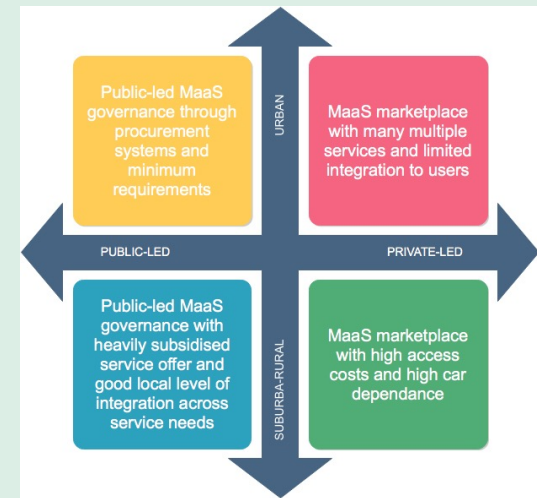 Public-led MaaS
governance through
procurement
systems and
minimum
requirements
URBAN
MaaS marketplace
with many multiple
services and limited
integration to users
PUBLIC-LED
PRIVATE-LED
Public-led MaaS
governance with
heavily subsidised
service offer and
good local level of
integration across
service needs
SUBURBA-RURAL
MaaS marketplace
with high access
costs and high car
dependance